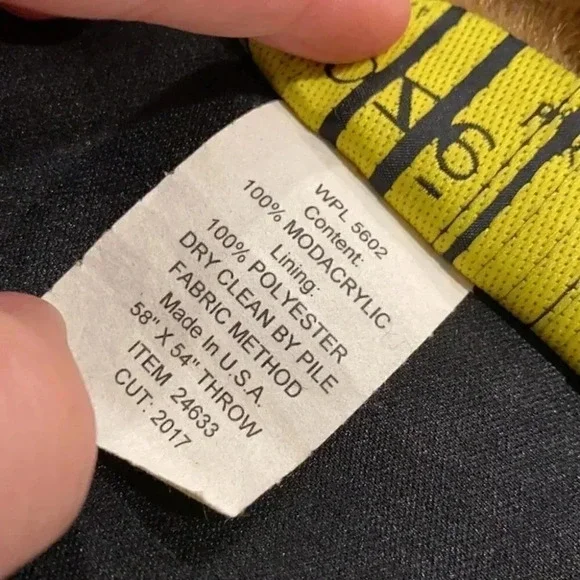 WPL 5602
Content:
100% MODACRYLIC
Lining:
100% POLYESTER
DRY CLEAN BY PILE
FABRIC METHOD
Made In U.S.A.
58" X 54" THROW
ITEM 24633
CUT: 2017